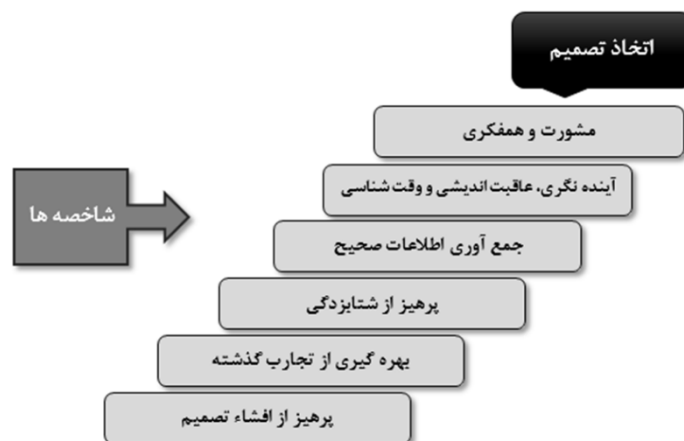 اتخاذ تصمیم
مشورت و همفکری
آینده نگری، عاقبت اندیشی و وقت شناسی
شاخصه ها
جمع آوری اطلاعات صحیح
پرهیز از شتابزدگی
بهره گیری از تجارب گذشته
پرهیز از افشاء تصمیم